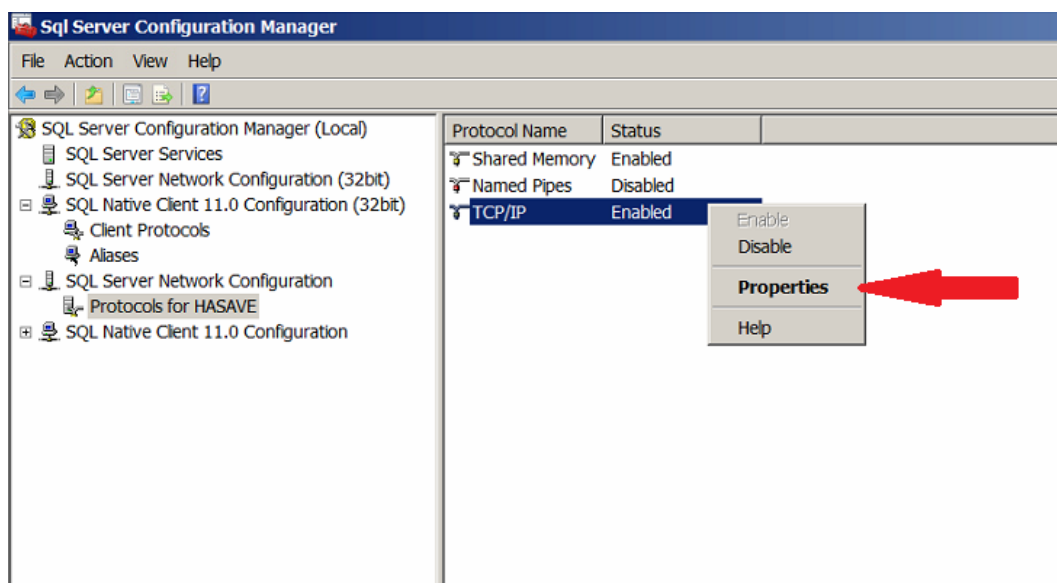 Sql Server Configuration Manager
File Action View Help
SQL Server Configuration Manager (Local)
SQL Server Services
SQL Server Network Configuration (32bit)
SQL Native Client 11.0 Configuration (32bit)
Client Protocols
Aliases
SQL Server Network Configuration
Protocols for HASAVE
SQL Native Client 11.0 Configuration
Protocol Name Status
Shared Memory Enabled
Named Pipes Disabled
TCP/IP Enabled
Enable
Disable
Properties
Help